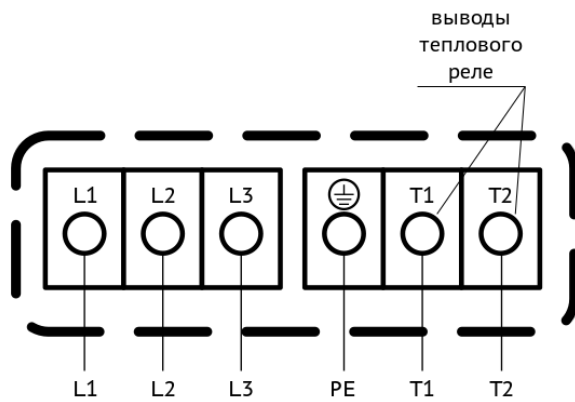 выводы
теплового
реле
L1 L2 L3 T1 T2
L1 L2 L3 PE T1 T2